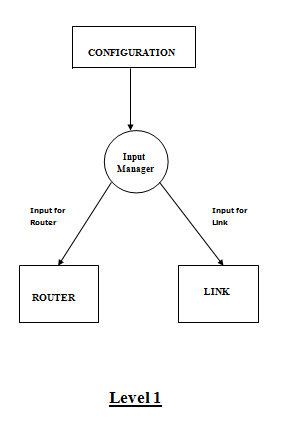 CONFIGURATION
Input
Manager
Input for
Router
Input for
Link
ROUTER
LINK
Level 1